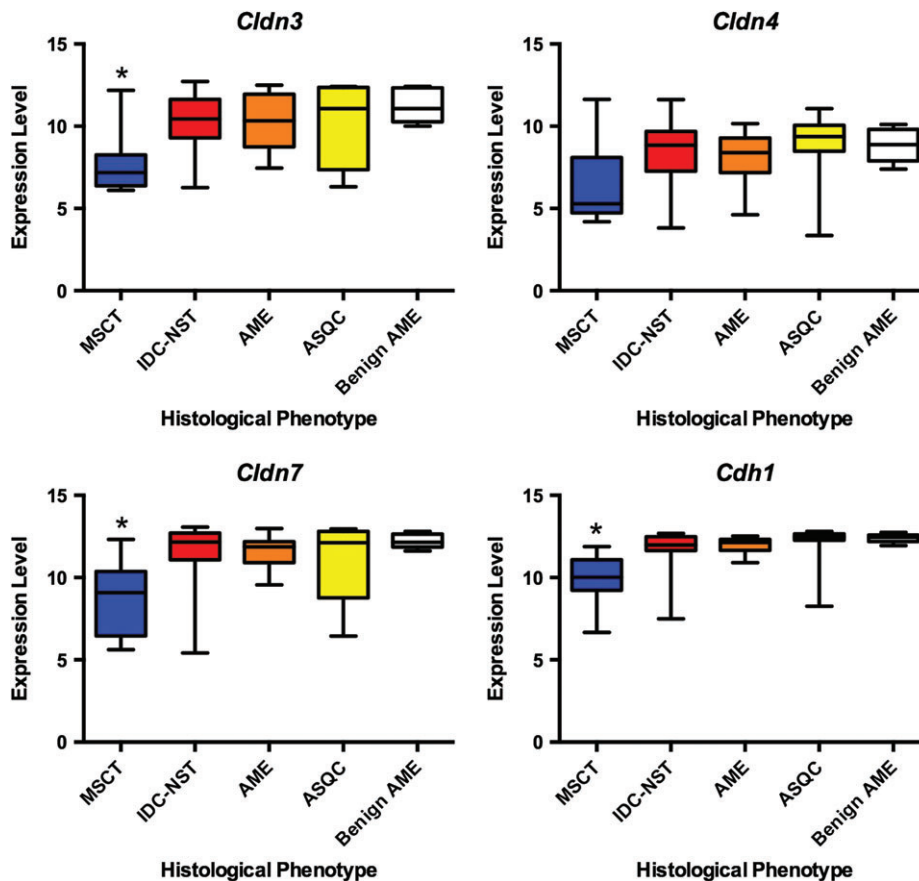 Cldn3
Expression Level
15
10
5
0
*
MSCT
IDC-NST
AME
ASQC
Benign AME
Histological Phenotype
Cldn4
Expression Level
15
10
5
0
MSCT
IDC-NST
AME
ASQC
Benign AME
Histological Phenotype
Cldn7
Expression Level
15
10
5
0
*
MSCT
IDC-NST
AME
ASQC
Benign AME
Histological Phenotype
Cdh1
Expression Level
15
10
5
0
*
MSCT
IDC-NST
AME
ASQC
Benign AME
Histological Phenotype